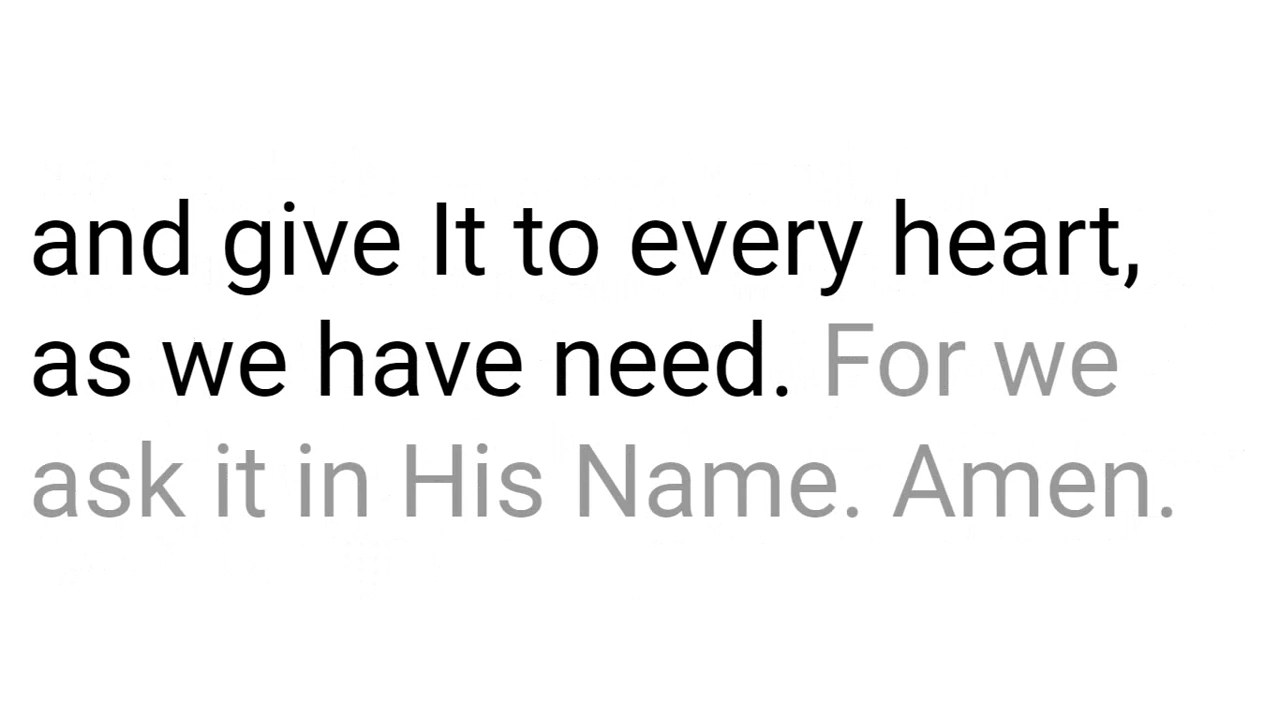 and give It to every heart,
as we have need. For we
ask it in His Name. Amen.